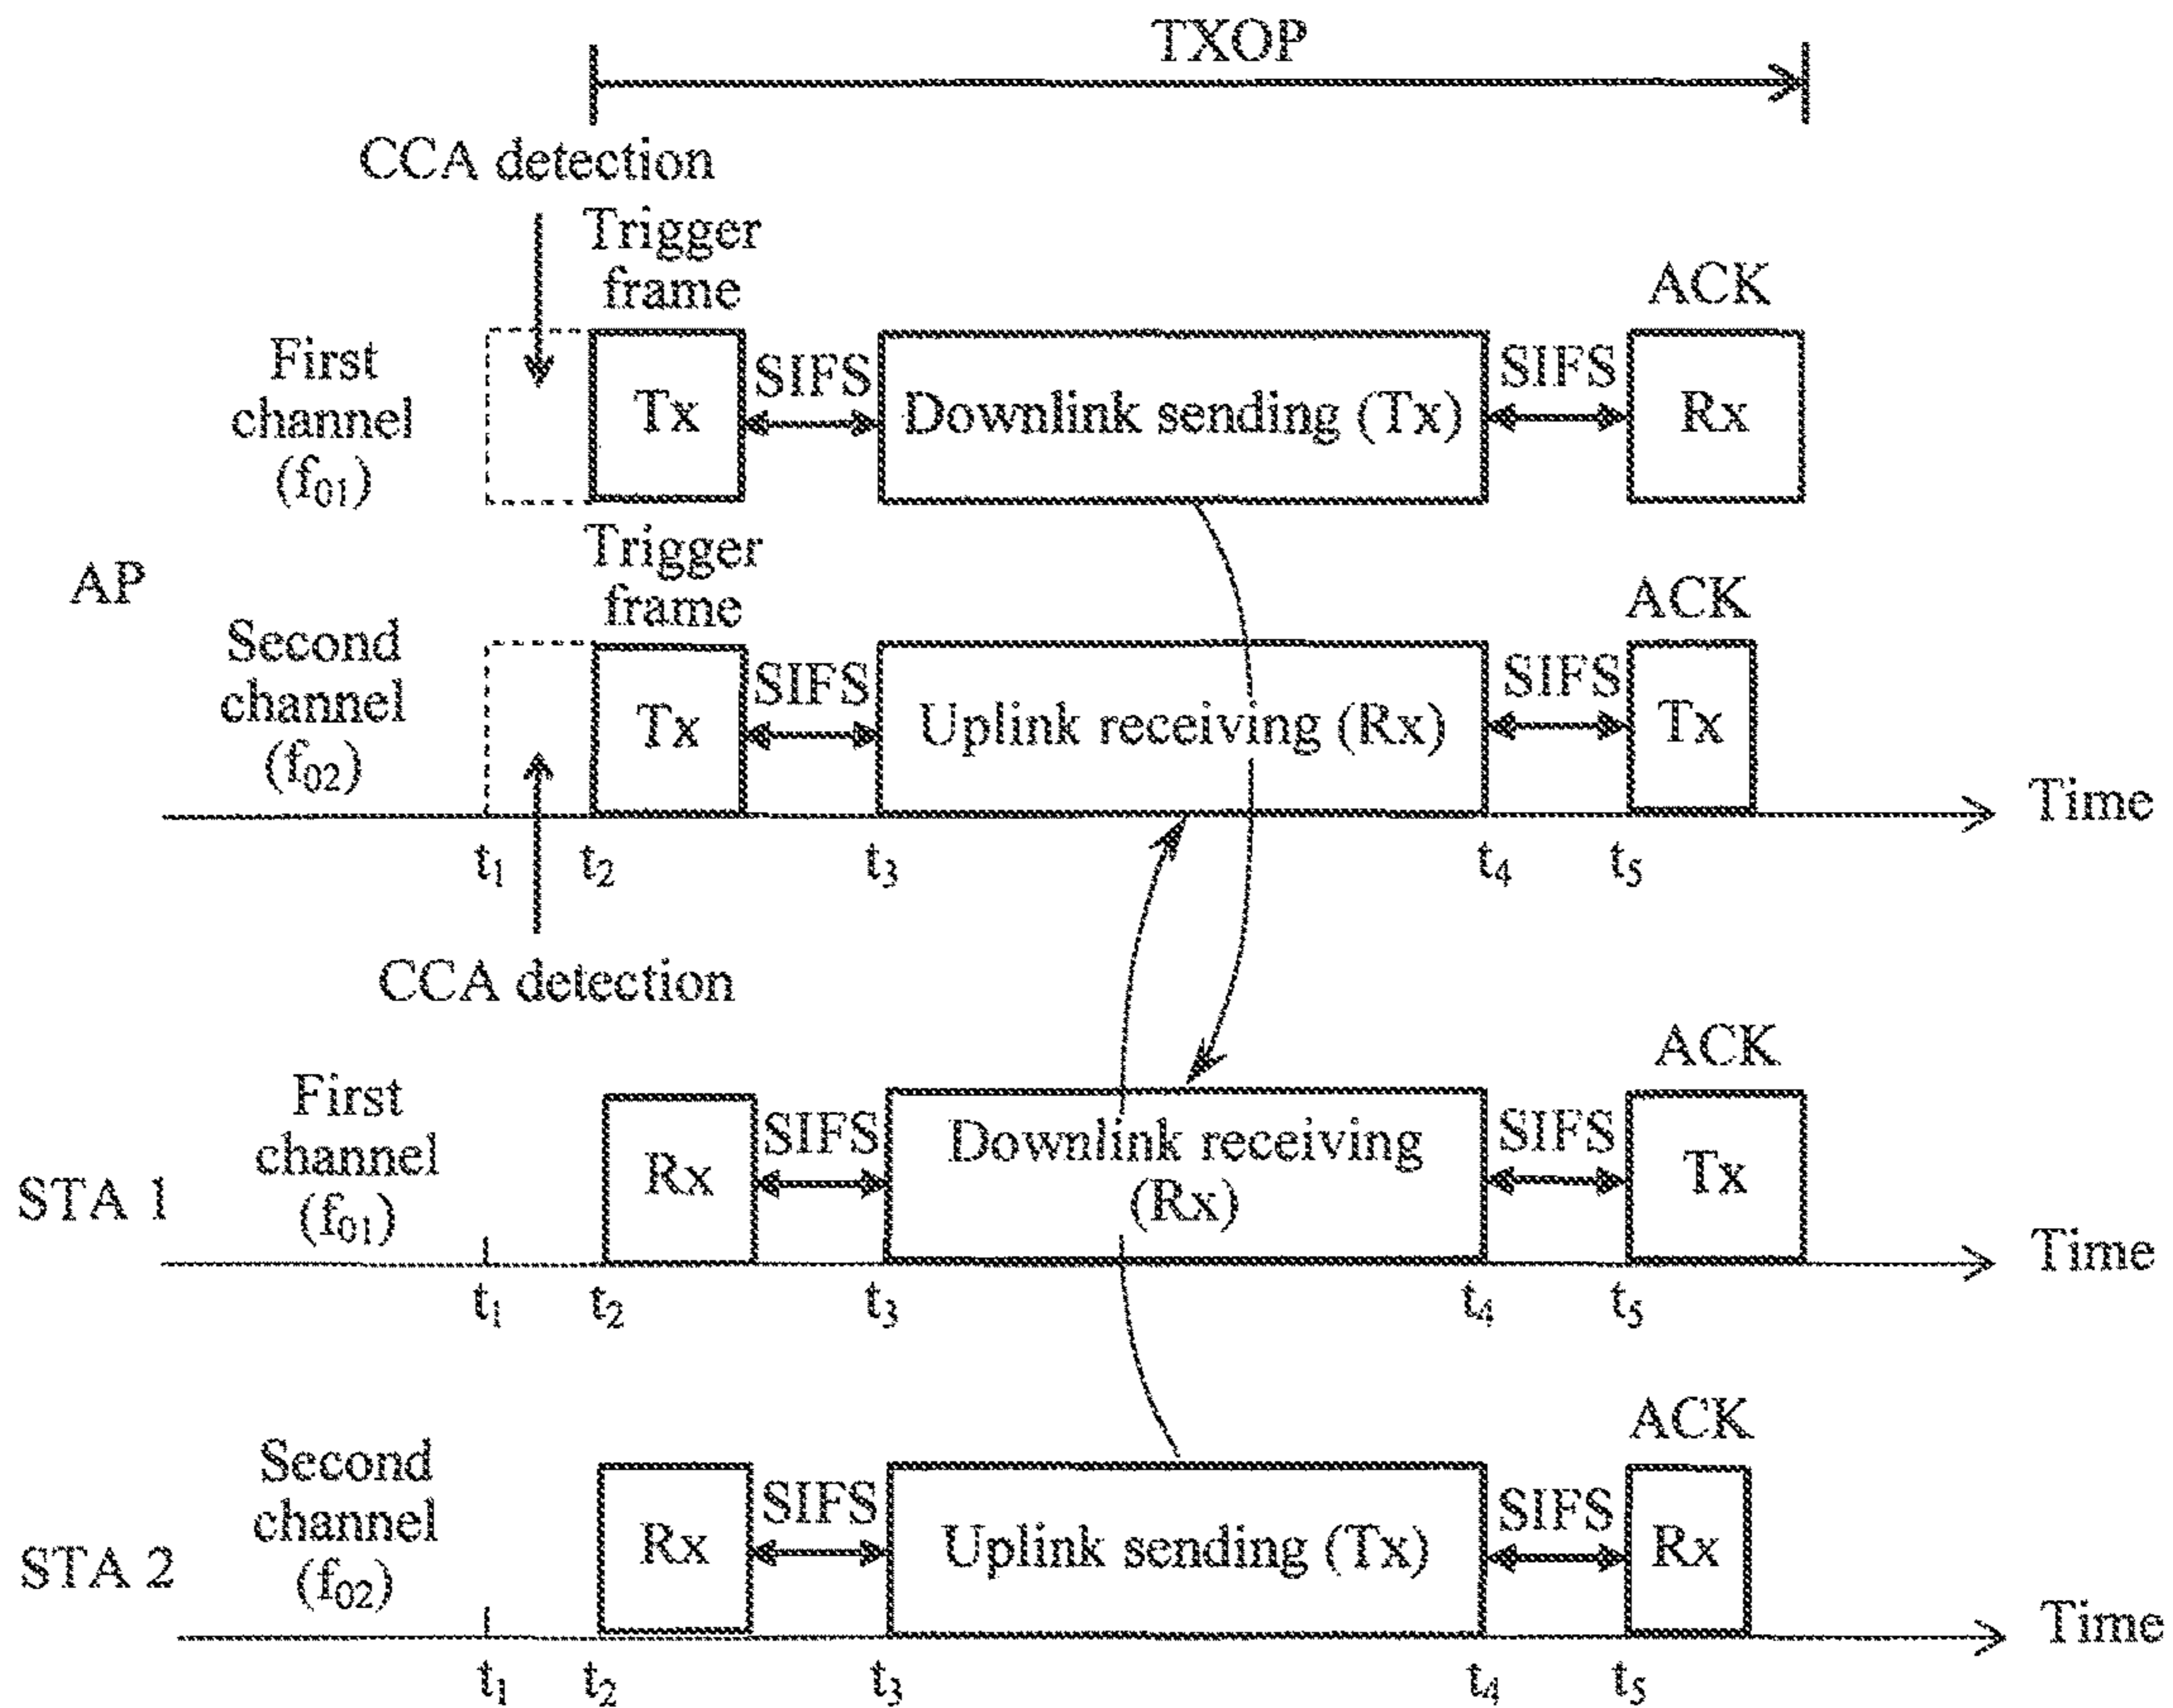 TXOP
CCA detection
Trigger
frame
ACK
First
channel
(f01)
Tx
SIFS
Downlink sending (Tx)
SIFS
Rx
Trigger
frame
ACK
AP
Second
channel
(f02)
Tx
SIFS
Uplink receiving (Rx)
SIFS
Tx
Time
t1 t2 t3 t4 t5
CCA detection
ACK
STA 1
First
channel
(f01)
Rx
SIFS
Downlink receiving
(Rx)
SIFS
Tx
Time
t1 t2 t3 t4 t5
ACK
STA 2
Second
channel
(f02)
Rx
SIFS
Uplink sending (Tx)
SIFS
Rx
Time
t1 t2 t3 t4 t5